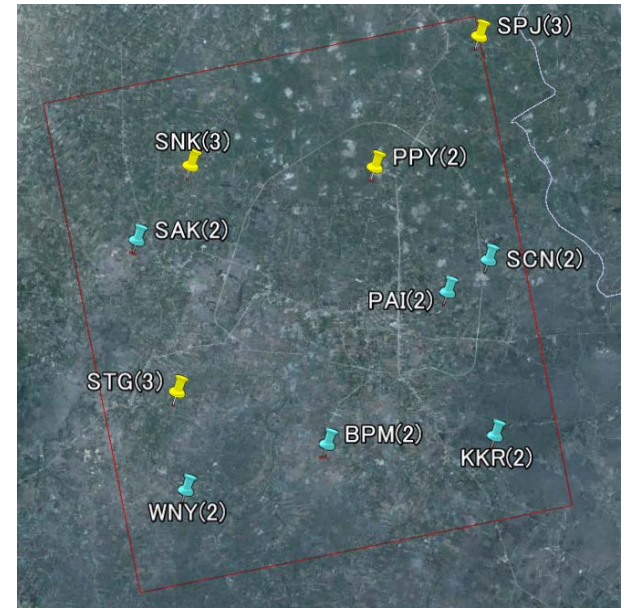 SPJ(3)
SNK(3)
PPY(2)
SAK(2)
SCN(2)
PAI(2)
STG(3)
BPM(2)
KKR(2)
WNY(2)